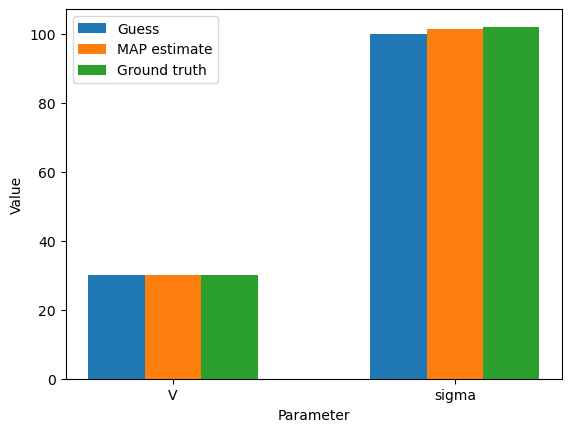 Guess
MAP estimate
Ground truth
Value
100
80
60
40
20
0
V
sigma
Parameter